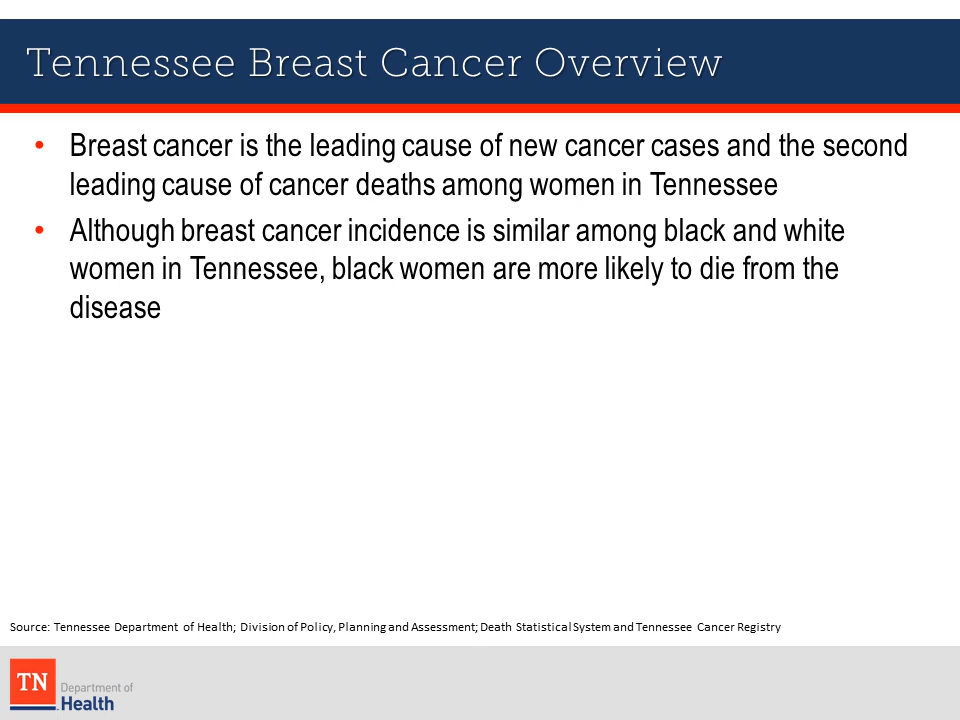 Tennessee Breast Cancer Overview
• Breast cancer is the leading cause of new cancer cases and the second
leading cause of cancer deaths among women in Tennessee
• Although breast cancer incidence is similar among black and white
women in Tennessee, black women are more likely to die from the
disease
Source: Tennessee Department of Health; Division of Policy, Planning and Assessment; Death Statistical System and Tennessee Cancer Registry
TN
Department of
Health